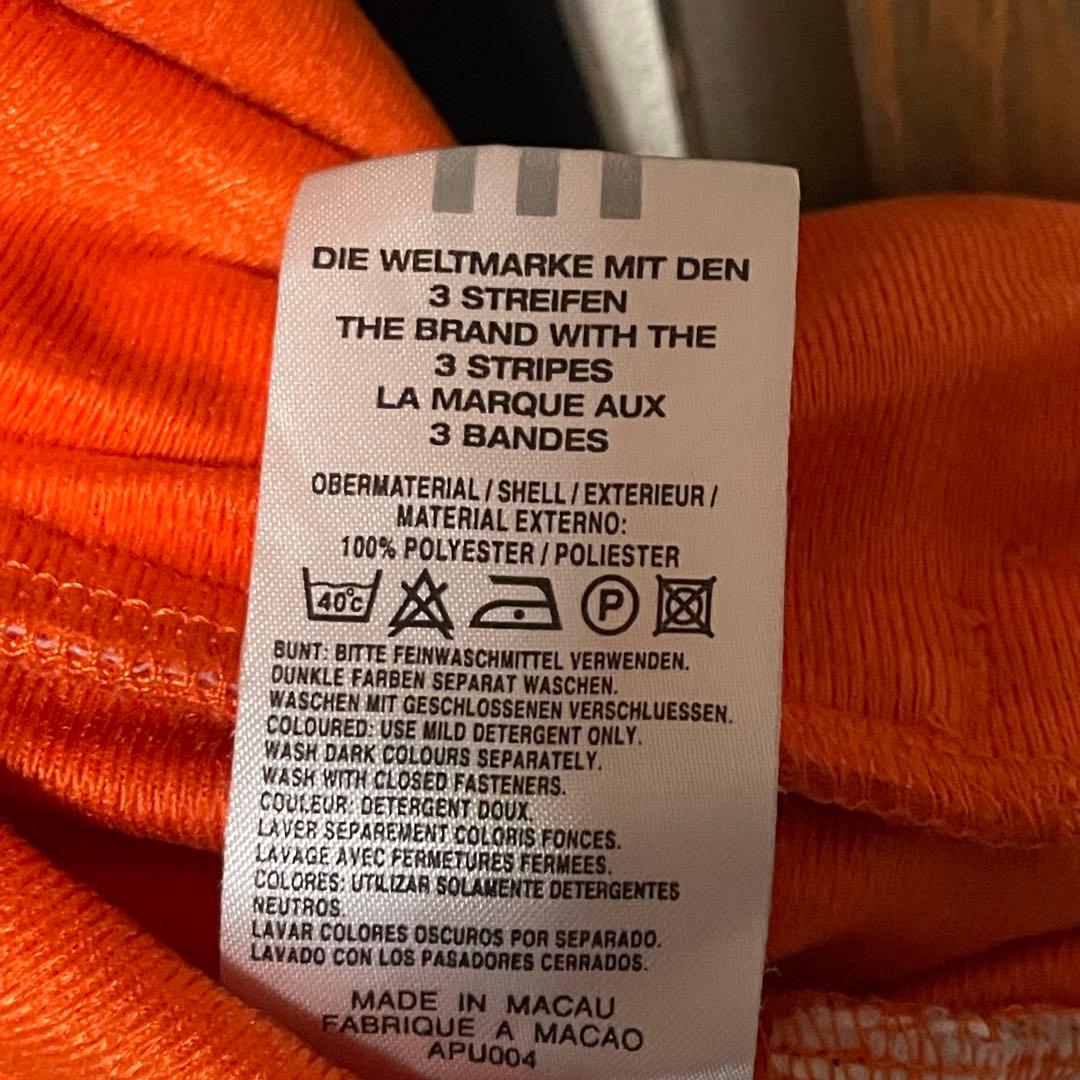 DIE WELTMARKE MIT DEN
3 STREIFEN
THE BRAND WITH THE
3 STRIPES
LA MARQUE AUX
3 BANDES
OBERMATERIAL / SHELL / EXTERIEUR /
MATERIAL EXTERNO:
100% POLYESTER / POLIESTER
40°C P
BUNT: BITTE FEINWASCHMITTEL VERWENDEN.
DUNKLE FARBEN SEPARAT WASCHEN.
WASCHEN MIT GESCHLOSSENEN VERSCHLUESSEN.
COLOURED: USE MILD DETERGENT ONLY.
WASH DARK COLOURS SEPARATELY.
WASH WITH CLOSED FASTENERS.
COULEUR: DETERGENT DOUX.
LAVER SEPAREMENT COLORIS FONCES.
LAVAGE AVEC FERMETURES FERMEES.
COLORES: UTILIZAR SOLAMENTE DETERGENTES
NEUTROS.
LAVAR COLORES OSCUROS POR SEPARADO.
LAVADO CON LOS PASADORES CERRADOS.
MADE IN MACAU
FABRIQUE A MACAO
APU004